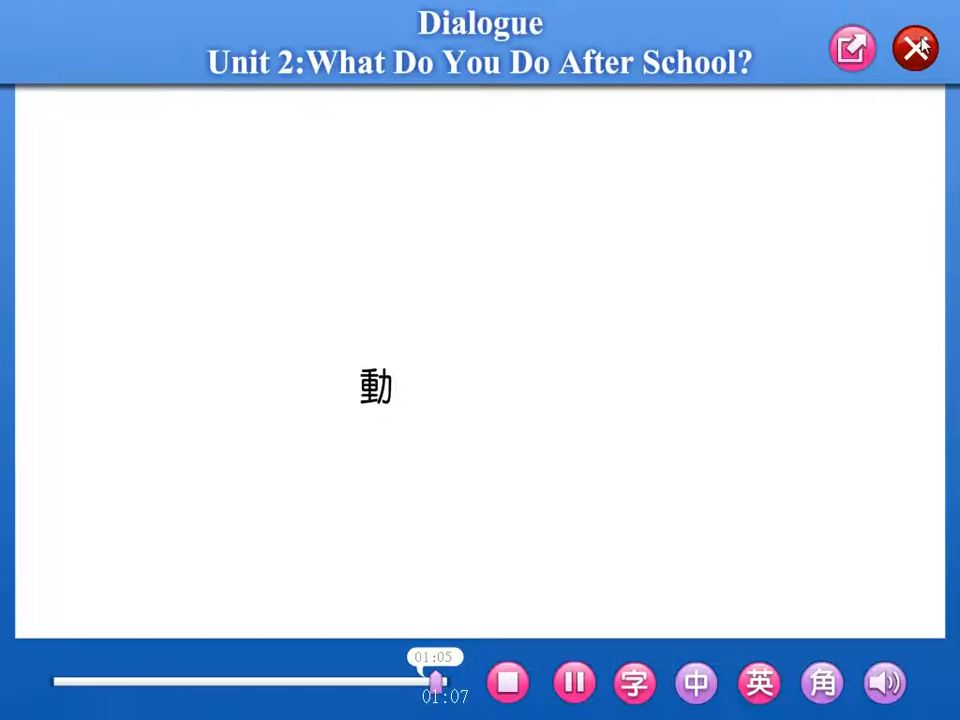 Dialogue
Unit 2:What Do You Do After School?
動
01:05
01:07
字 中 英 角